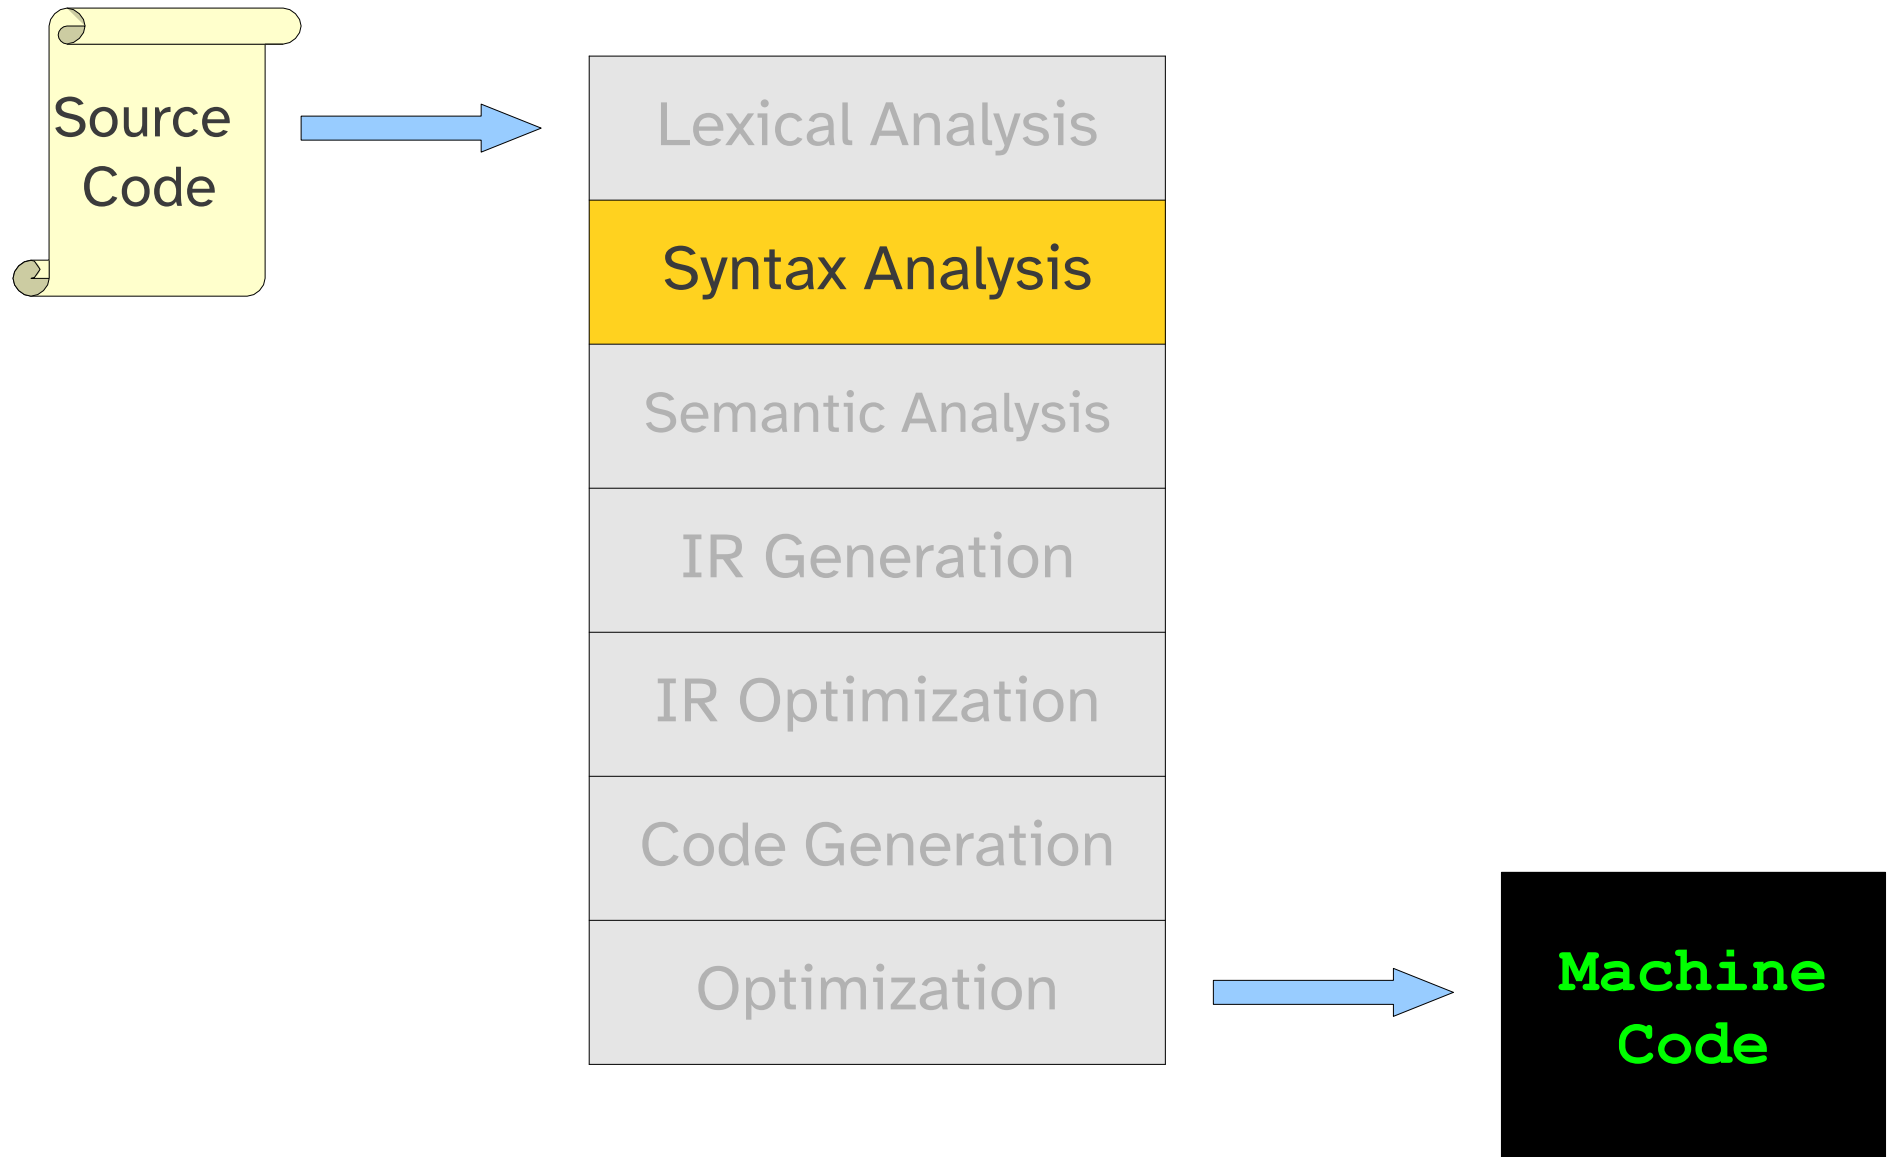 Source
Code
Lexical Analysis
Syntax Analysis
Semantic Analysis
IR Generation
IR Optimization
Code Generation
Optimization
Machine
Code